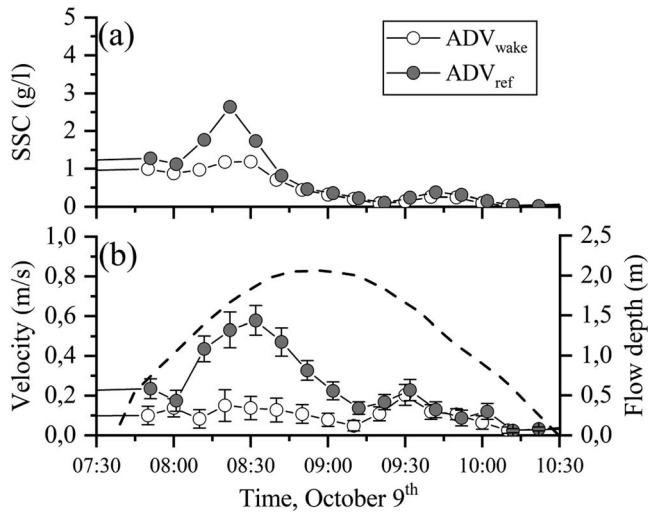 (a)
ADVwake
ADVref
SSC (g/l)
5
4
3
2
1
0
(b)
Velocity (m/s)
1,0
0,8
0,6
0,4
0,2
0,0
Flow depth (m)
2,5
2,0
1,5
1,0
0,5
0,0
07:30 08:00 08:30 09:00 09:30 10:00 10:30
Time, October 9th